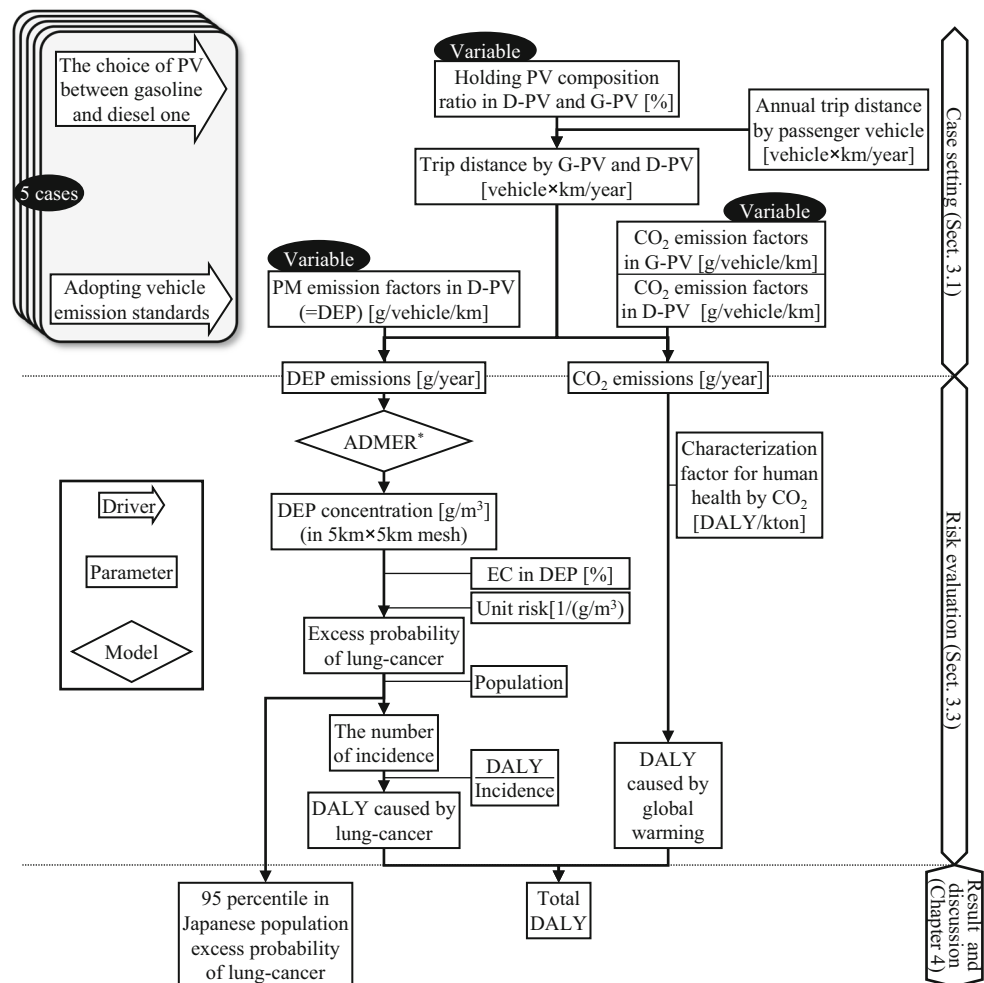 The choice of PV
between gasoline
and diesel one
5 cases
Adopting vehicle
emission standards
Variable
Holding PV composition
ratio in D-PV and G-PV [%]
Annual trip distance
by passenger vehicle
[vehicle×km/year]
Trip distance by G-PV and D-PV
[vehicle×km/year]
Variable
CO2 emission factors
in G-PV [g/vehicle/km]
CO2 emission factors
in D-PV [g/vehicle/km]
Variable
PM emission factors in D-PV
(=DEP) [g/vehicle/km]
Case setting (Sect. 3.1)
DEP emissions [g/year]
CO2 emissions [g/year]
ADMER*
Characterization
factor for human
health by CO2
[DALY/kton]
DEP concentration [g/m3]
(in 5km×5km mesh)
EC in DEP [%]
Unit risk[1/(g/m3)
Excess probability
of lung-cancer
Population
The number
of incidence
DALY
Incidence
DALY caused by
lung-cancer
DALY
caused by
global
warming
Risk evaluation (Sect. 3.3)
Driver
Parameter
Model
95 percentile in
Japanese population
excess probability
of lung-cancer
Total
DALY
Result and
discussion
(Chapter 4)